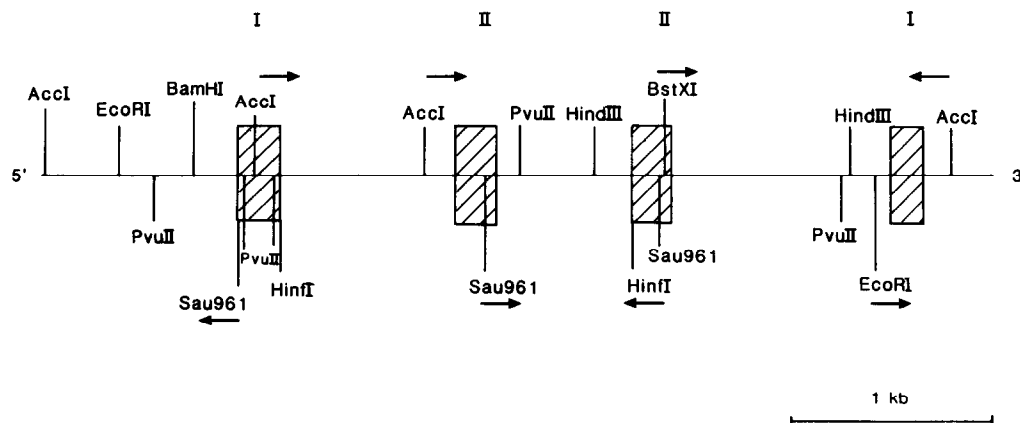 I II II I
BstXI
BamHI
AccI EcoRI AccI PvuII HindIII HindIII AccI
AccI
5' 3
PvuII PvuII PvuII
Sau961
HinfI Sau961 HinfI EcoRI
Sau961
1 kb